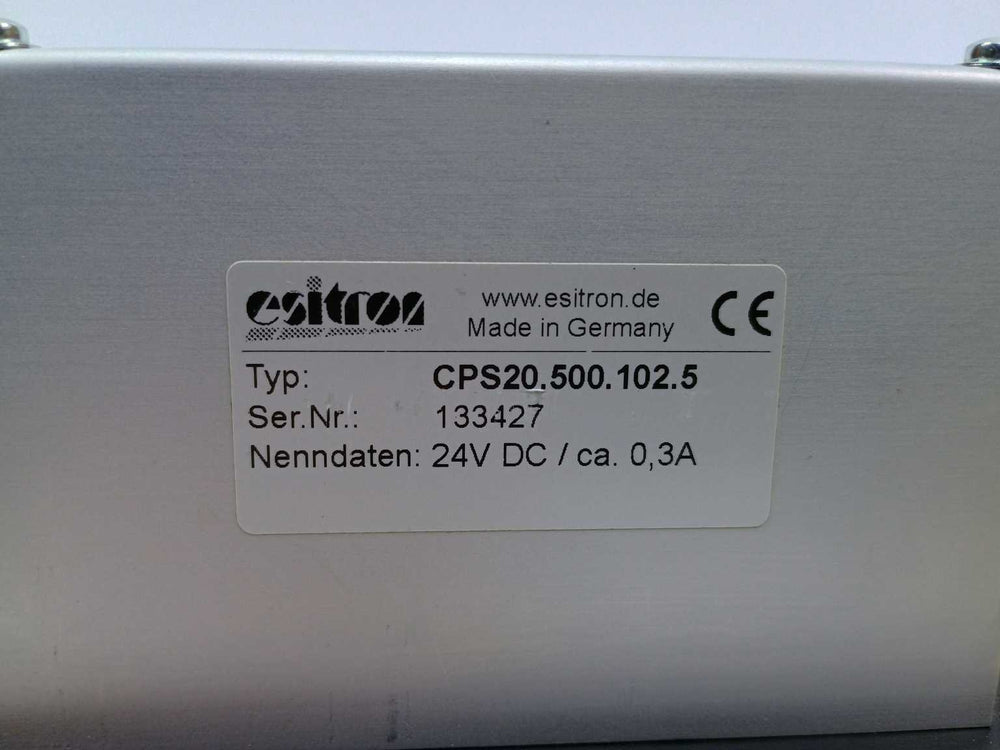 esitron
www.esitron.de
Made in Germany
CE
Typ: CPS20.500.102.5
Ser.Nr.: 133427
Nenndaten: 24V DC / ca. 0,3A